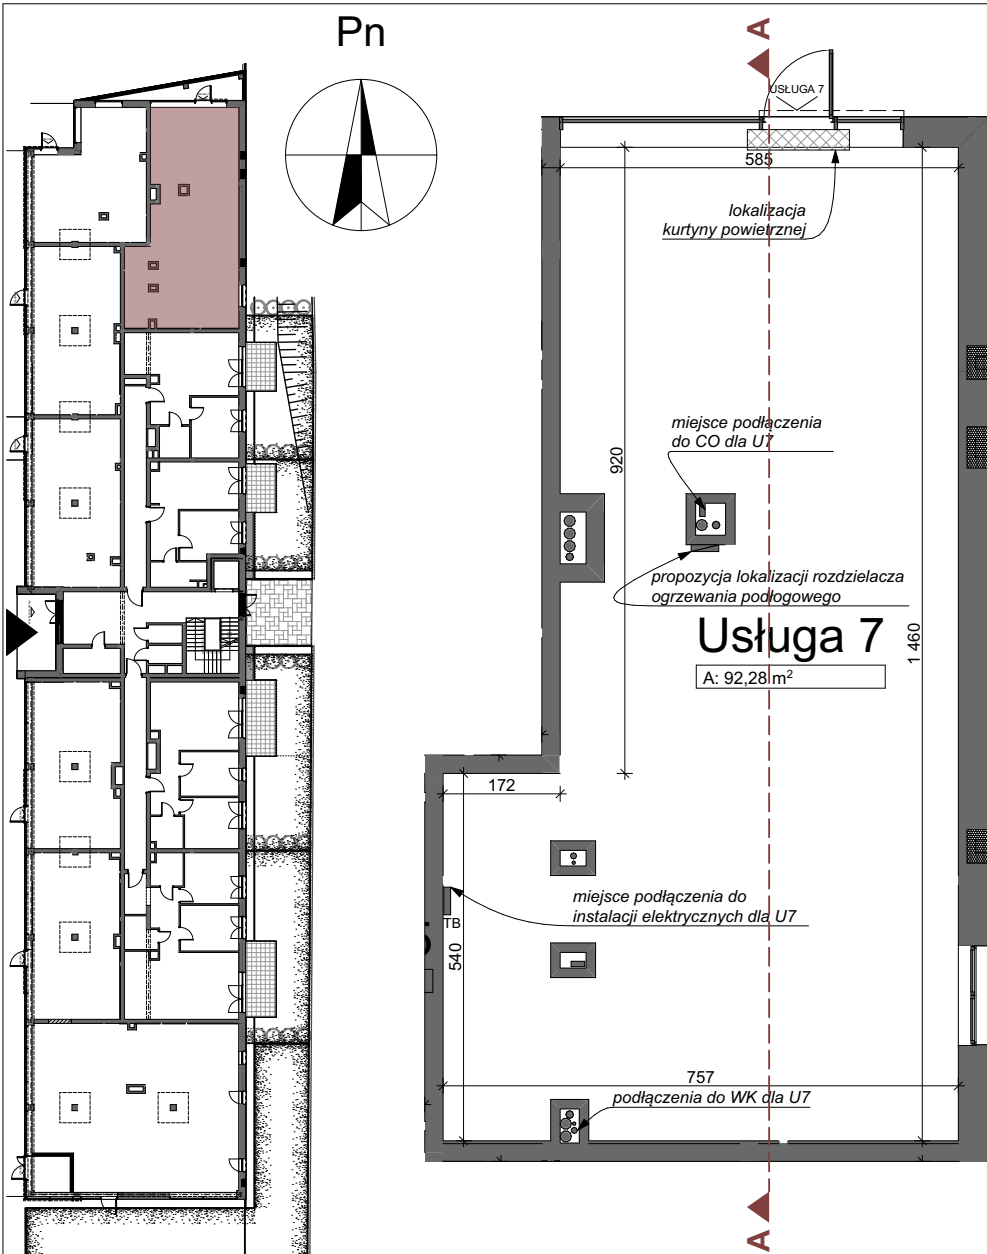 Pn
A
USŁUGA 7
585
lokalizacja
kurtyny powietrznej
miejsce podłączenia
do CO dla U7
920
propozycja lokalizacji rozdzielacza
ogrzewania podłogowego
Usługa 7
A: 92,28 m²
1 460
172
miejsce podłączenia do
instalacji elektrycznych dla U7
TB
540
757
podłączenia do WK dla U7
A